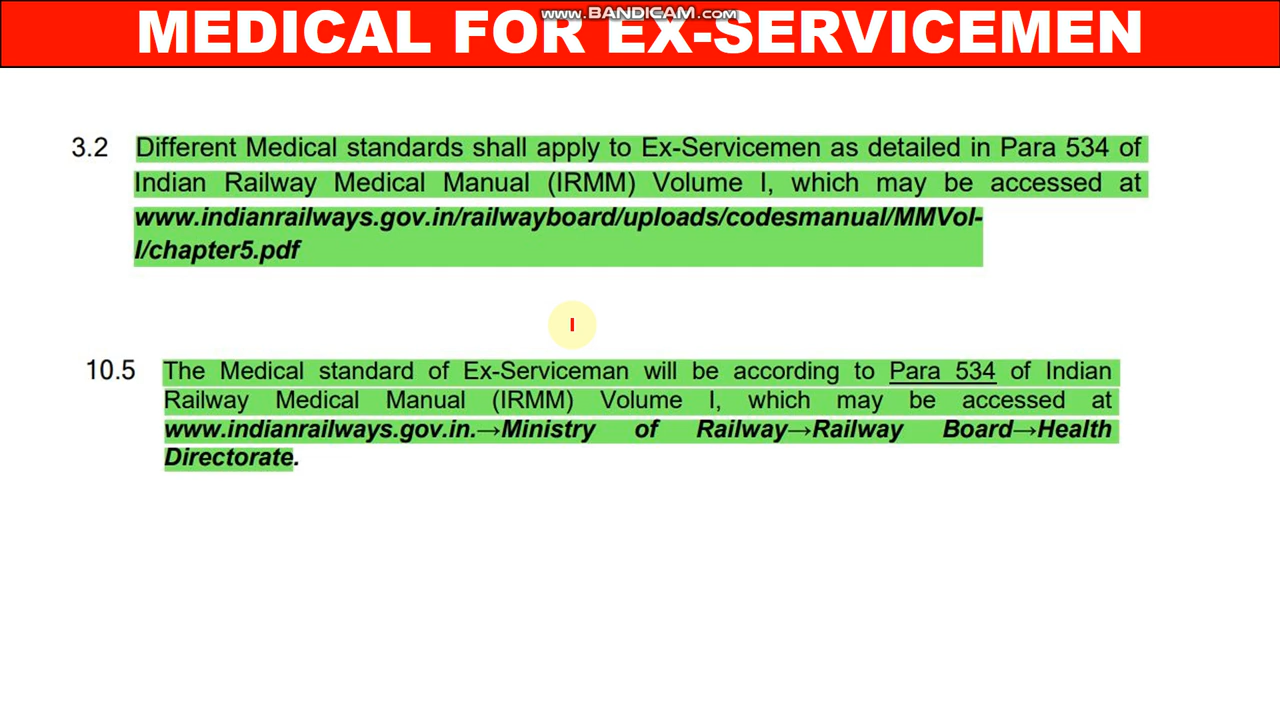 www.BANDICAM.com
MEDICAL FOR EX-SERVICEMEN
3.2 Different Medical standards shall apply to Ex-Servicemen as detailed in Para 534 of
Indian Railway Medical Manual (IRMM) Volume I, which may be accessed at
www.indianrailways.gov.in/railwayboard/uploads/codesmanual/MMVol-
I/chapter5.pdf
10.5 The Medical standard of Ex-Serviceman will be according to Para 534 of Indian
Railway Medical Manual (IRMM) Volume I, which may be accessed at
www.indianrailways.gov.in.→Ministry of Railway→Railway Board→Health
Directorate.